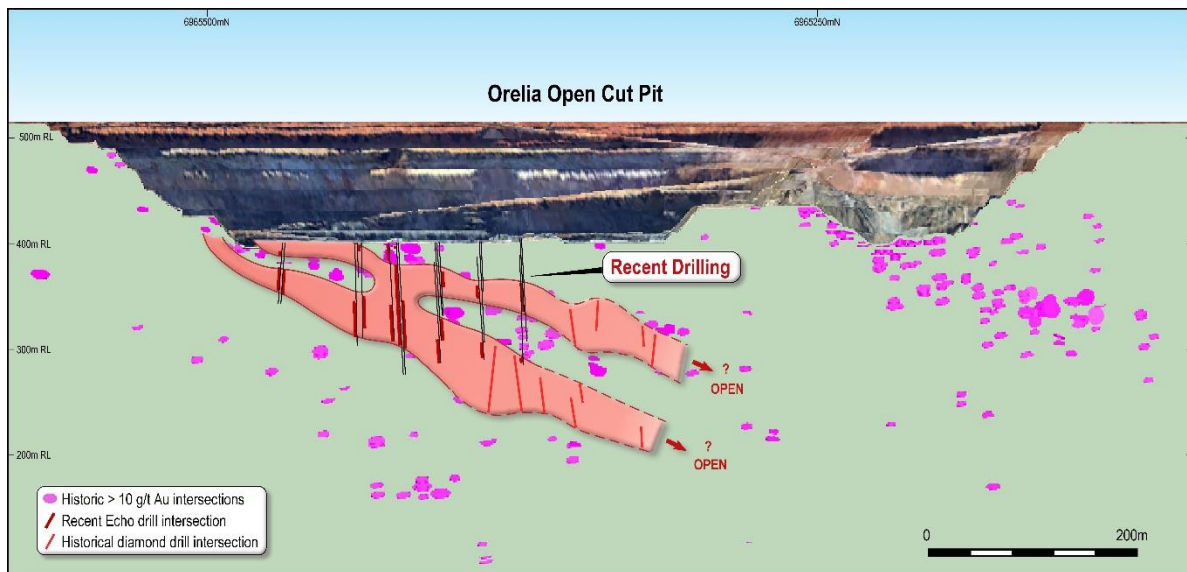 6965500mN
6965250mN
Orelia Open Cut Pit
500m RL
400m RL
Recent Drilling
300m RL
?
OPEN
?
OPEN
200m RL
Historic > 10 g/t Au intersections
Recent Echo drill intersection
Historical diamond drill intersection
0
200m